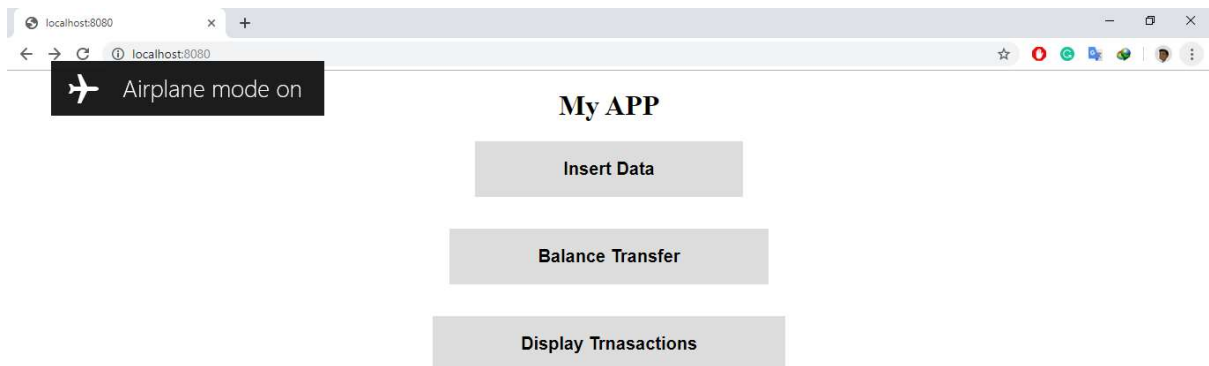 localhost:8080
localhost:8080
Airplane mode on
My APP
Insert Data
Balance Transfer
Display Trnasactions